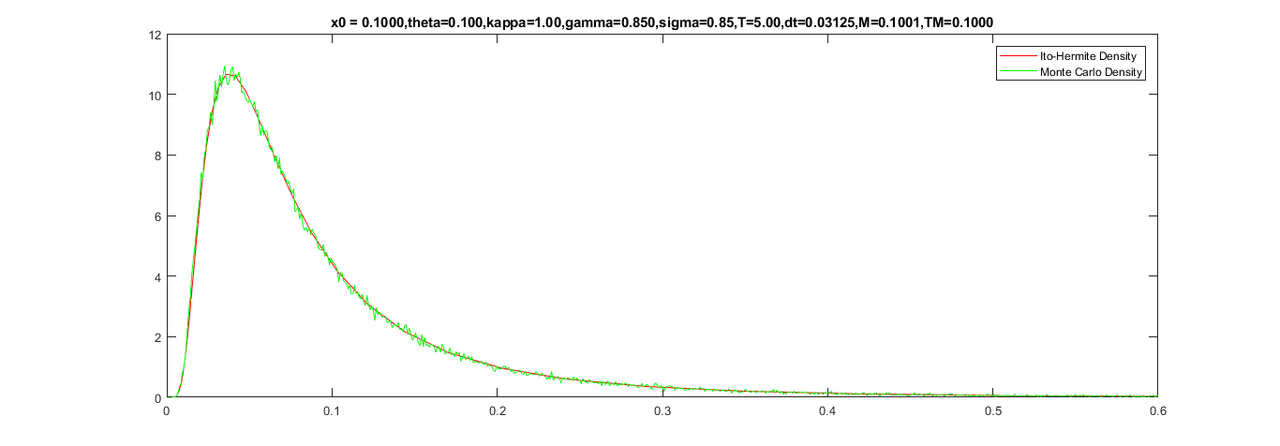 x0 = 0.1000,theta=0.100,kappa=1.00,gamma=0.850,sigma=0.85,T=5.00,dt=0.03125,M=0.1001,TM=0.1000
12
10
8
6
4
2
0
Ito-Hermite Density
Monte Carlo Density
0 0.1 0.2 0.3 0.4 0.5 0.6